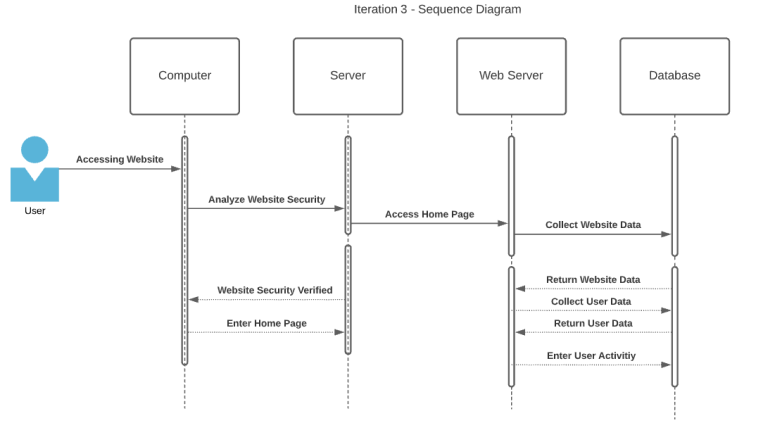 Iteration 3 - Sequence Diagram
Computer
Server
Web Server
Database
Accessing Website
User
Analyze Website Security
Access Home Page
Collect Website Data
Return Website Data
Website Security Verified
Collect User Data
Enter Home Page
Return User Data
Enter User Activitiy